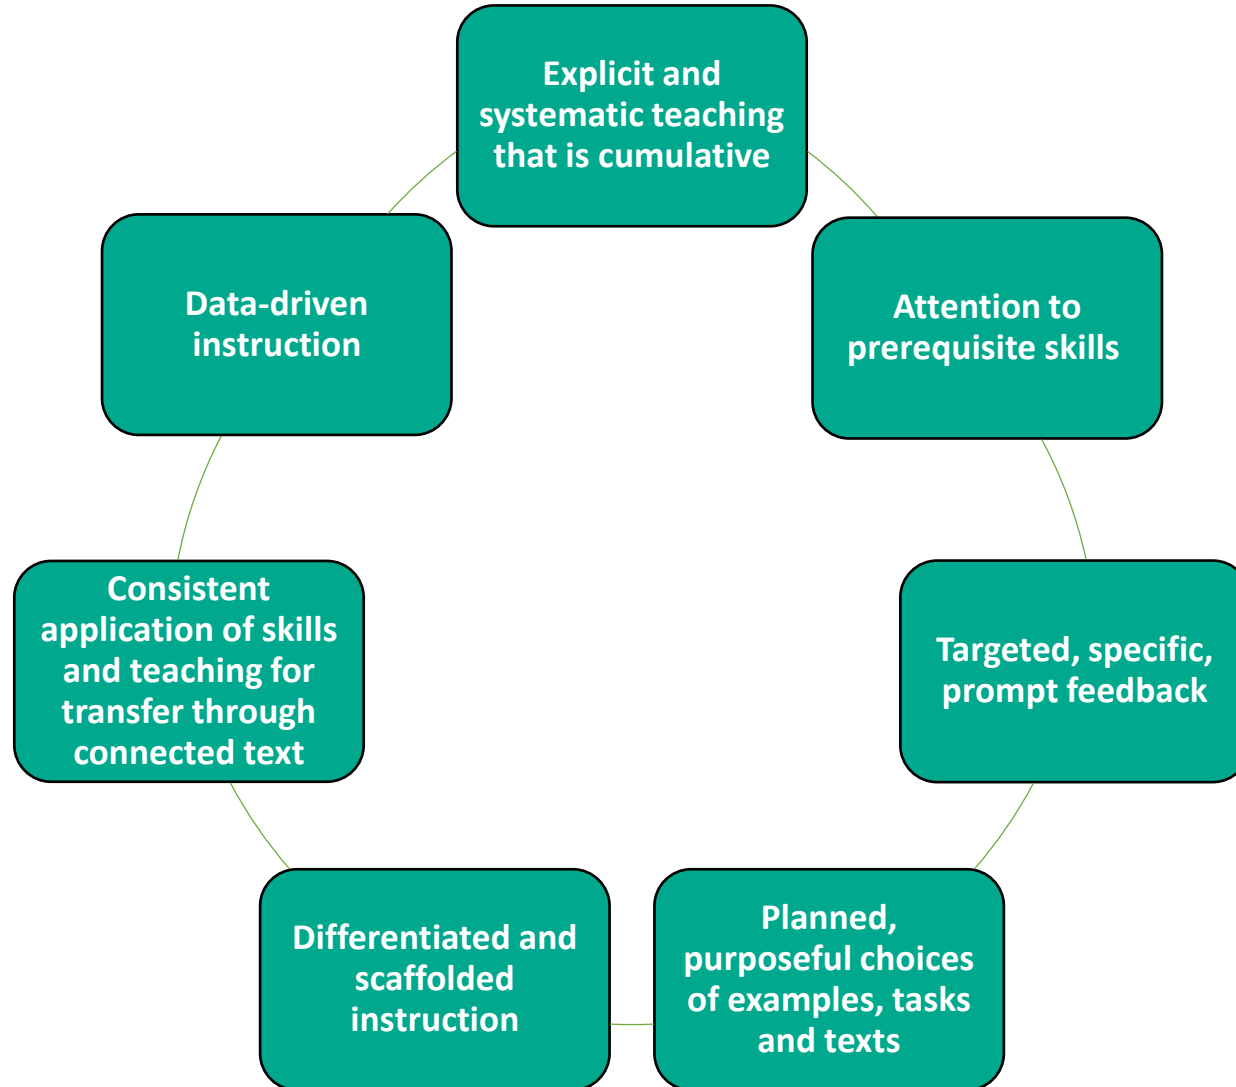 Explicit and
systematic teaching
that is cumulative
Attention to
prerequisite skills
Targeted, specific,
prompt feedback
Planned,
purposeful choices
of examples, tasks
and texts
Differentiated and
scaffolded
instruction
Consistent
application of skills
and teaching for
transfer through
connected text
Data-driven
instruction